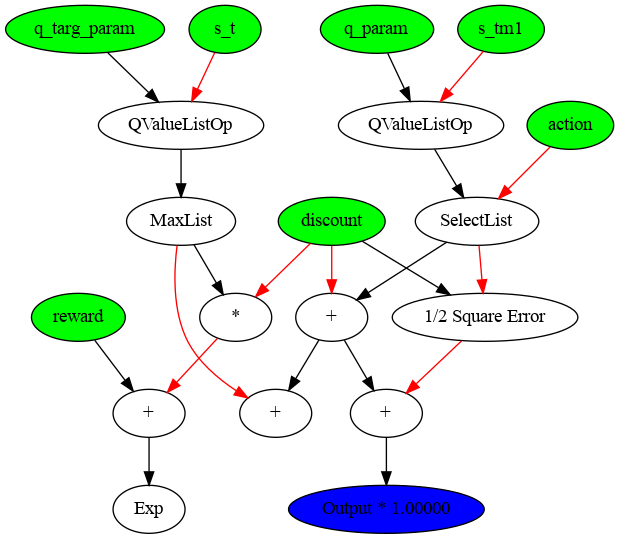 q_targ_param
s_t
q_param
s_tm1
QValueListOp
QValueListOp
action
MaxList
discount
SelectList
reward
*
+
1/2 Square Error
+
+
+
Exp
Output * 1.00000